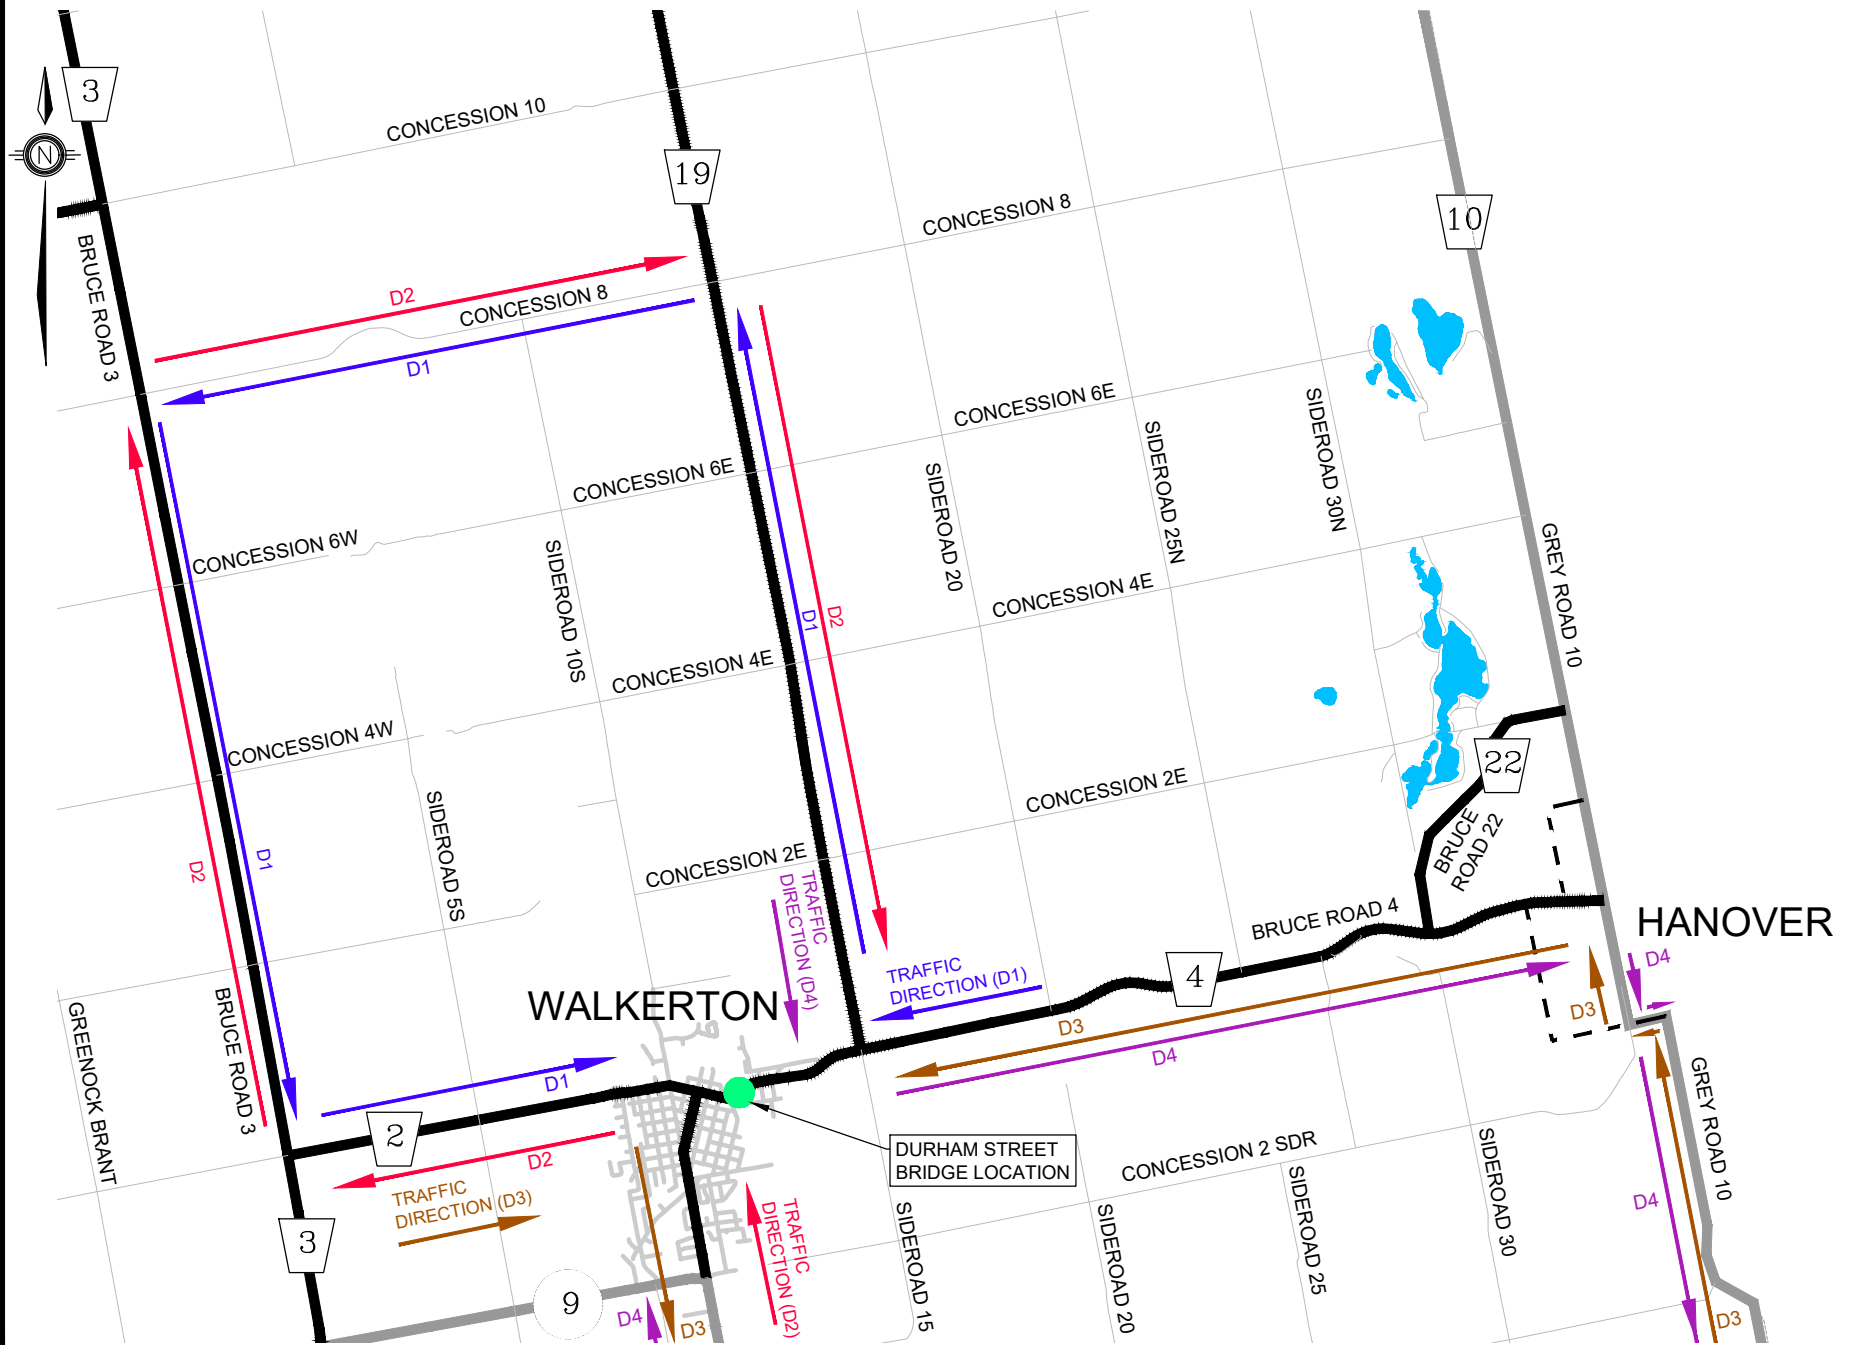 3
N
19
10
CONCESSION 10
CONCESSION 8
BRUCE ROAD 3
D2
CONCESSION 8
D1
CONCESSION 6E
SIDEROAD 30N
SIDEROAD 25N
SIDEROAD 20
CONCESSION 6E
CONCESSION 6W
SIDEROAD 10S
GREY ROAD 10
CONCESSION 4E
D1
D2
CONCESSION 4E
CONCESSION 4W
22
CONCESSION 2E
SIDEROAD 5S
BRUCE
ROAD 22
CONCESSION 2E
D2
D1
TRAFFIC
DIRECTION (D4)
BRUCE ROAD 4
HANOVER
D4
4
TRAFFIC
DIRECTION (D1)
WALKERTON
D3
D3
D4
GREENOCK BRANT
BRUCE ROAD 3
D1
2
D2
DURHAM STREET
BRIDGE LOCATION
CONCESSION 2 SDR
GREY ROAD 10
TRAFFIC
DIRECTION (D3)
TRAFFIC
DIRECTION (D2)
SIDEROAD 15
SIDEROAD 20
SIDEROAD 25
SIDEROAD 30
D4
3
9
D4
D3
D3